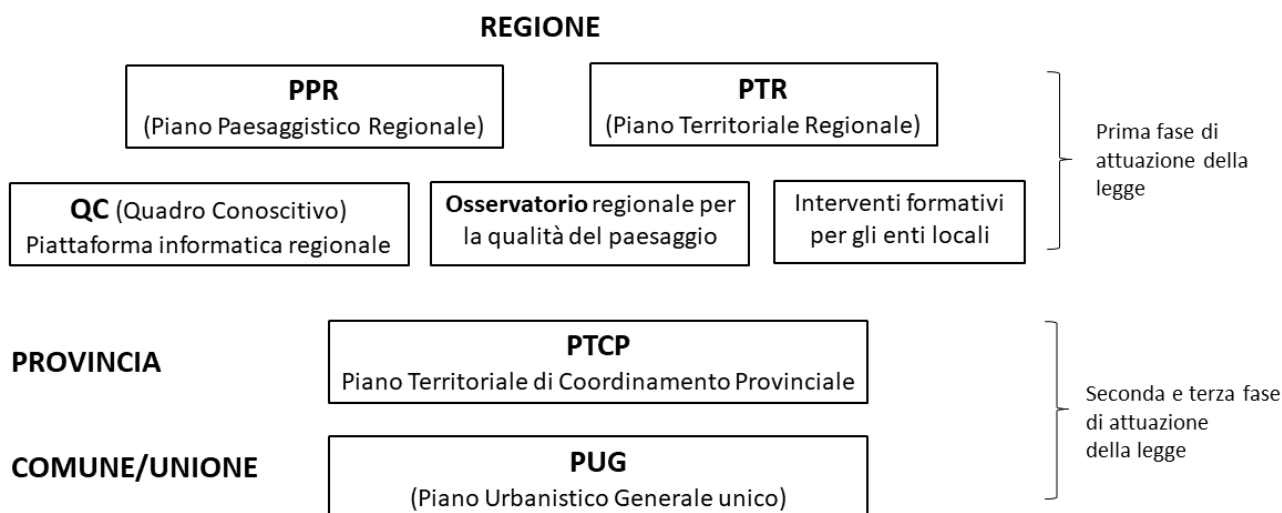 REGIONE
PPR
(Piano Paesaggistico Regionale)
PTR
(Piano Territoriale Regionale)
Prima fase di
attuazione della
legge
QC (Quadro Conoscitivo)
Piattaforma informatica regionale
Osservatorio regionale per
la qualità del paesaggio
Interventi formativi
per gli enti locali
PROVINCIA
PTCP
Piano Territoriale di Coordinamento Provinciale
Seconda e terza fase
di attuazione
della legge
COMUNE/UNIONE
PUG
(Piano Urbanistico Generale unico)